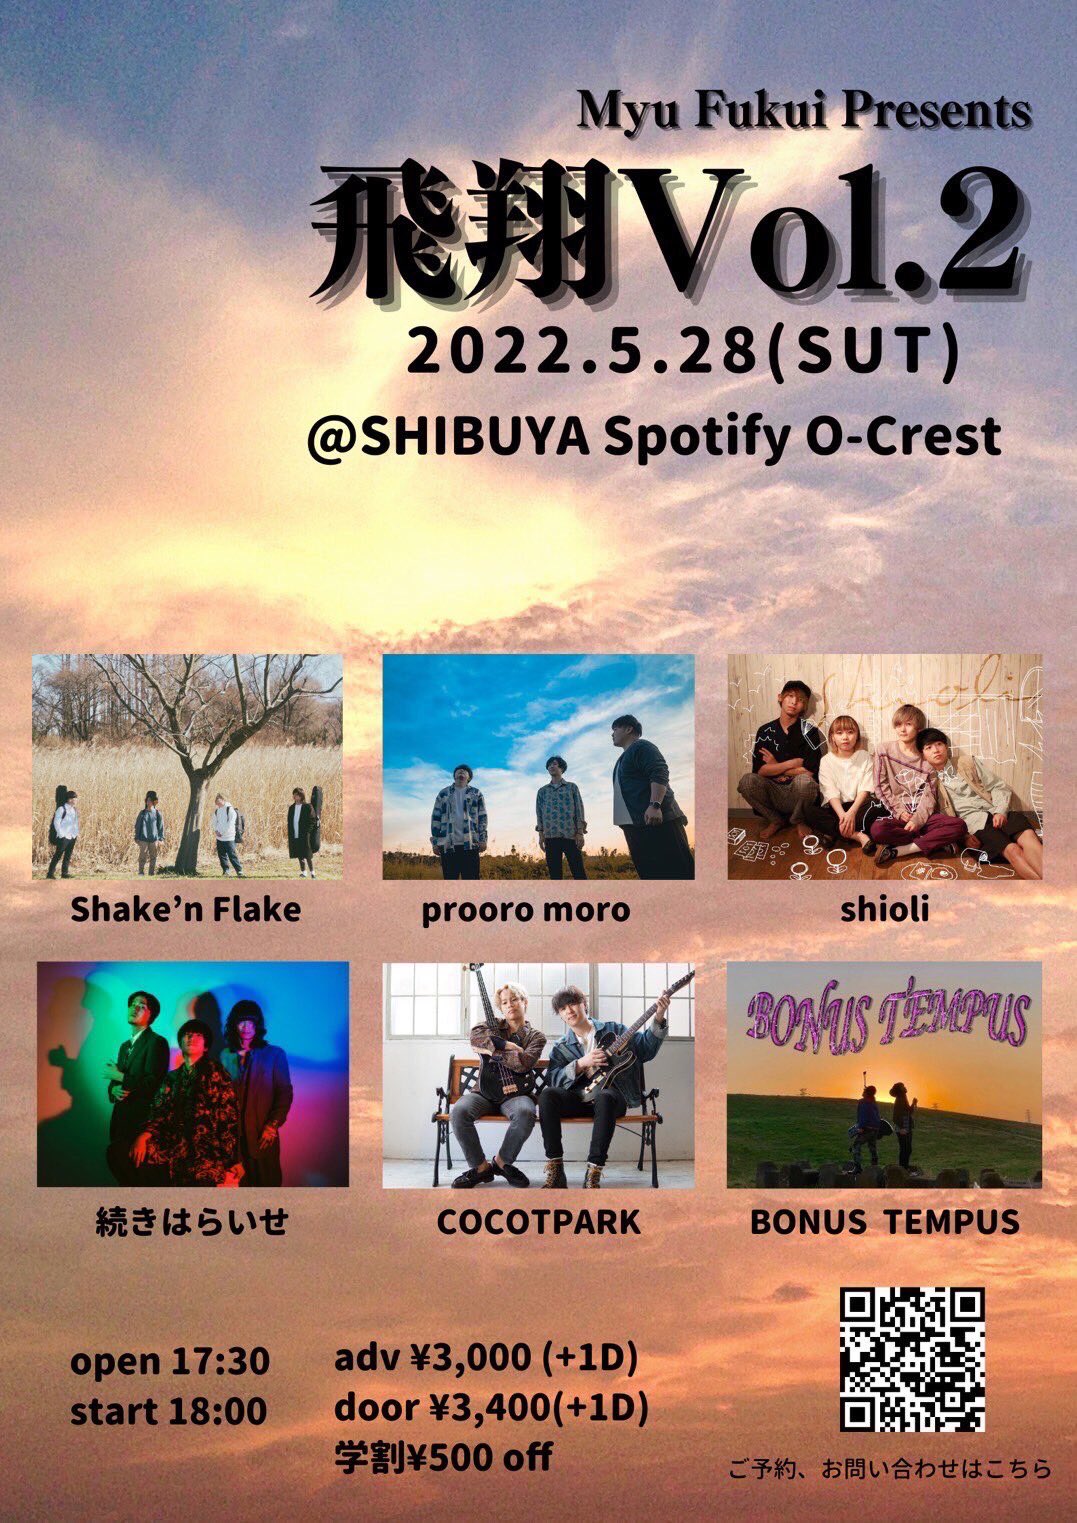 Myu Fukui Presents
飛翔Vol.2
2022.5.28(SUT)
@SHIBUYA Spotify O-Crest
Shioli
Shake’n Flake
prooro moro
shioli
BONUS TEMPUS
続きはらいせ
COCOTPARK
BONUS TEMPUS
open 17:30
start 18:00
adv ¥3,000 (+1D)
door ¥3,400(+1D)
学割¥500 off
ご予約、お問い合わせはこちら